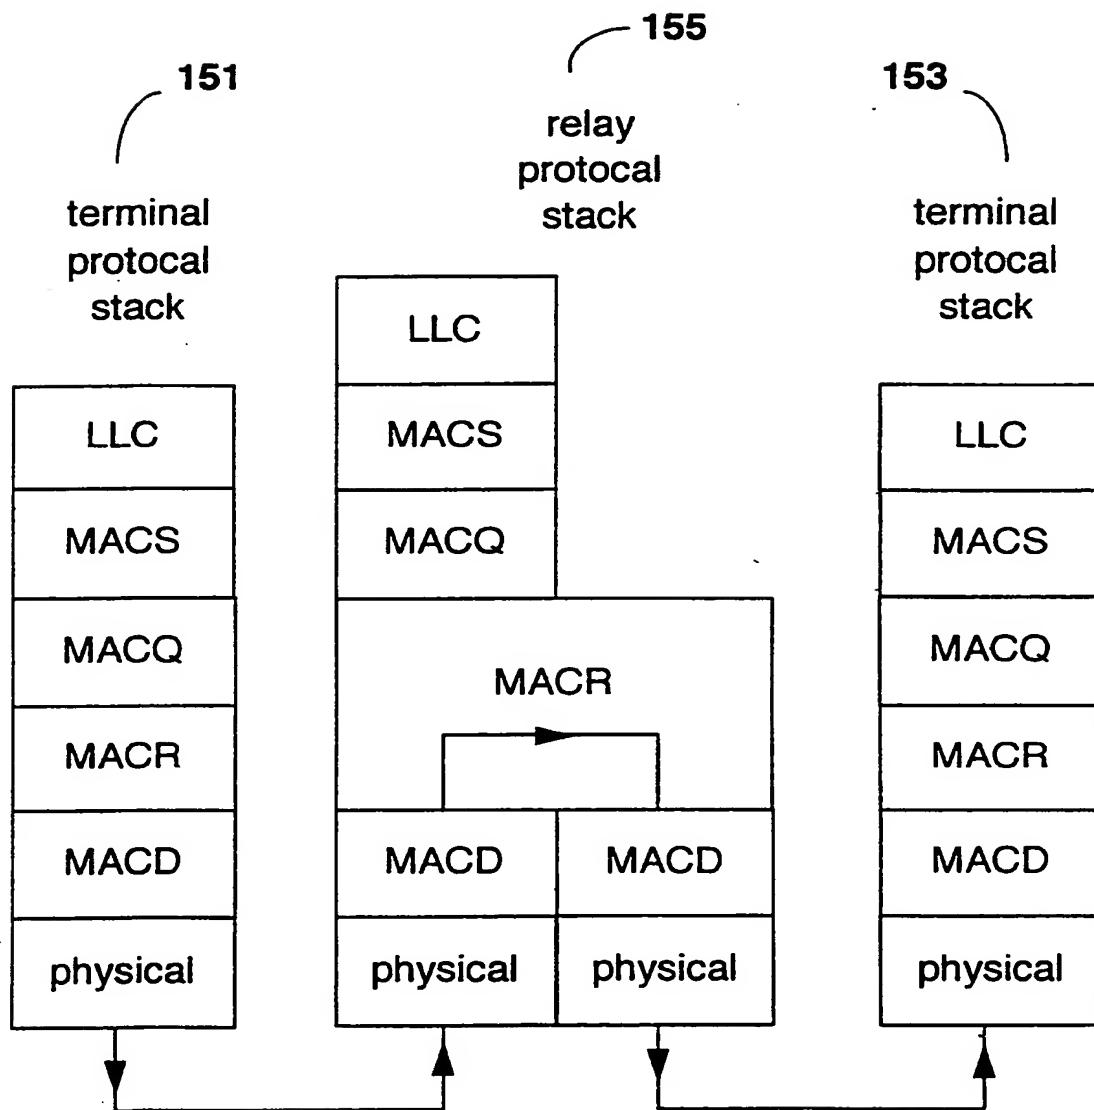 155
151
153
relay
protocal
stack
terminal
protocal
stack
terminal
protocal
stack
LLC
MACS
MACQ
MACR
MACD
physical
LLC
MACS
MACQ
MACR
MACD
MACD
physical
physical
LLC
MACS
MACQ
MACR
MACD
physical